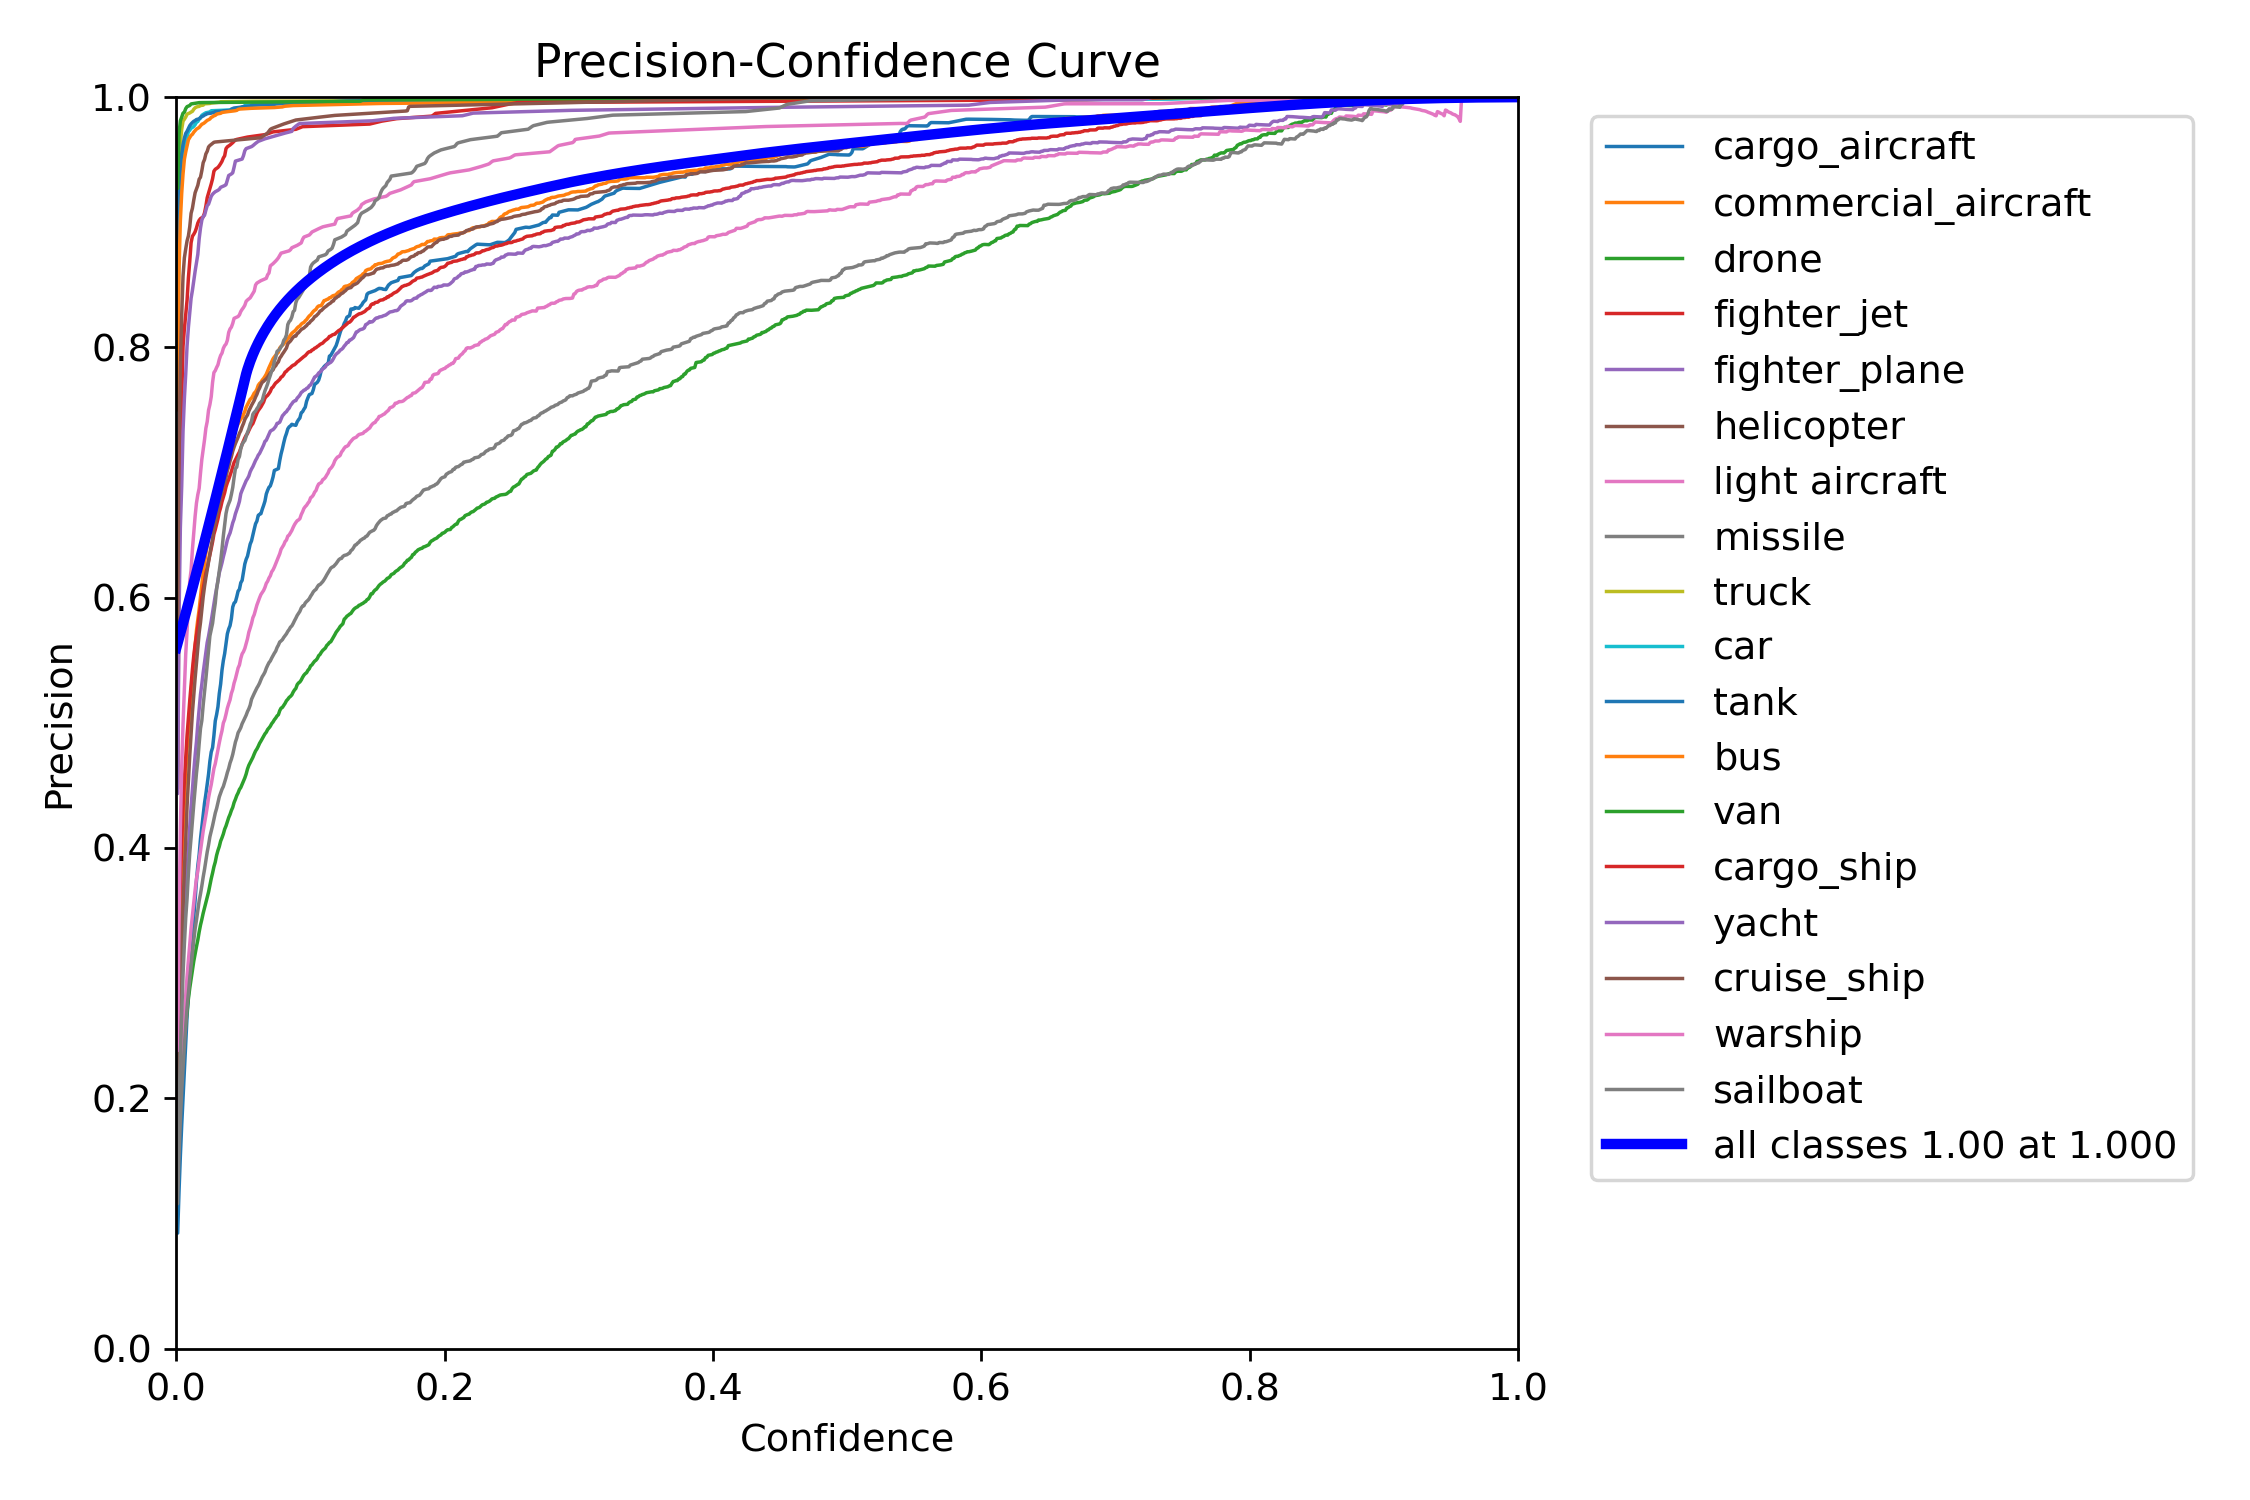 Precision-Confidence Curve
1.0
0.8
0.6
0.4
0.2
0.0
Precision
0.0 0.2 0.4 0.6 0.8 1.0
Confidence
cargo_aircraft
commercial_aircraft
drone
fighter_jet
fighter_plane
helicopter
light aircraft
missile
truck
car
tank
bus
van
cargo_ship
yacht
cruise_ship
warship
sailboat
all classes 1.00 at 1.000